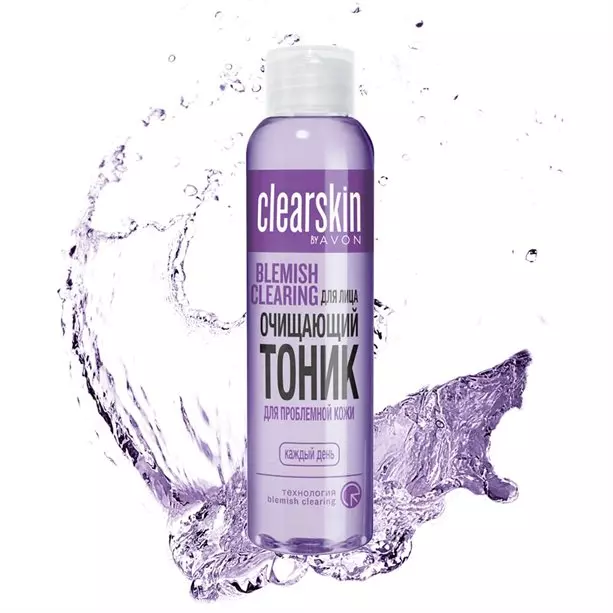 clearskin
BY AVON
BLEMISH
CLEARING ДЛЯ ЛИЦА
ОЧИЩАЮЩИЙ
ТОНИК
ДЛЯ ПРОБЛЕМНОЙ КОЖИ
каждый день
технология
blemish clearing